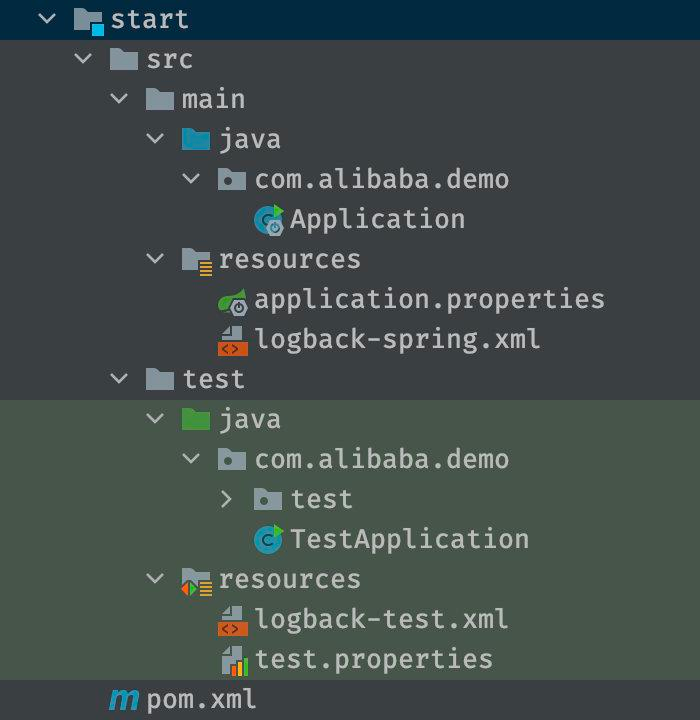 start
src
main
java
com.alibaba.demo
Application
resources
application.properties
logback-spring.xml
test
java
com.alibaba.demo
test
TestApplication
resources
logback-test.xml
test.properties
pom.xml